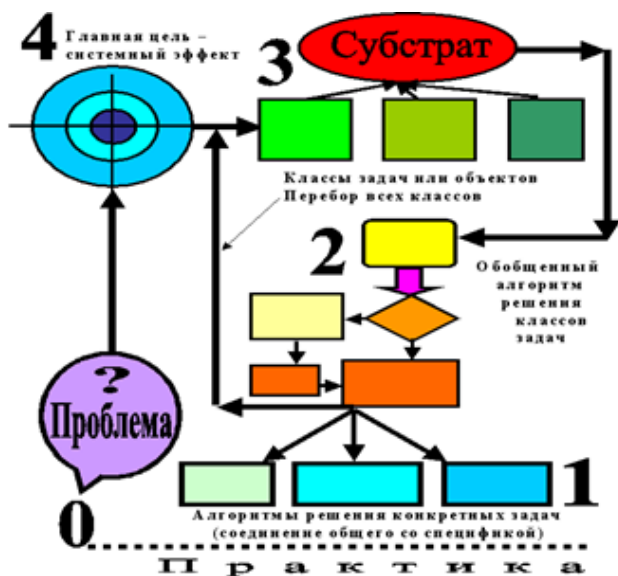 4
Главная цель –
системный эффект
3
Субстрат
Классы задач или объектов
Перебор всех классов
2
Обобщенный
алгоритм
решения
классов
задач
?
Проблема
0
1
Алгоритмы решения конкретных задач
(соединение общего со спецификой)
Практика